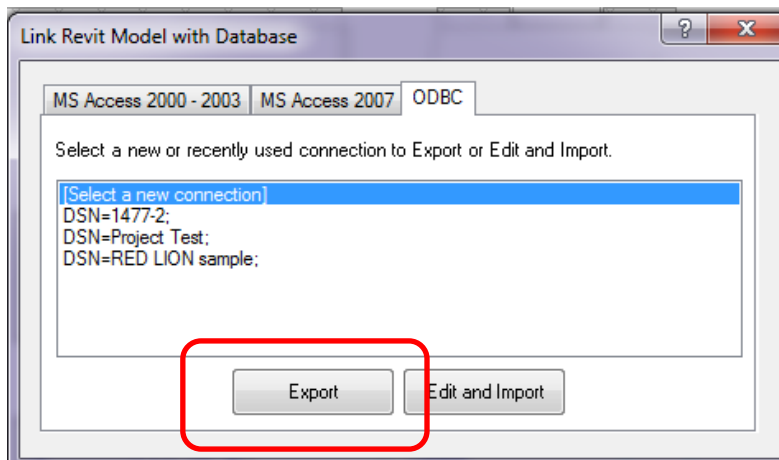 Link Revit Model with Database
?
MS Access 2000 - 2003 MS Access 2007 ODBC
Select a new or recently used connection to Export or Edit and Import.
[Select a new connection]
DSN=1477-2;
DSN=Project Test;
DSN=RED LION sample;
Export Edit and Import